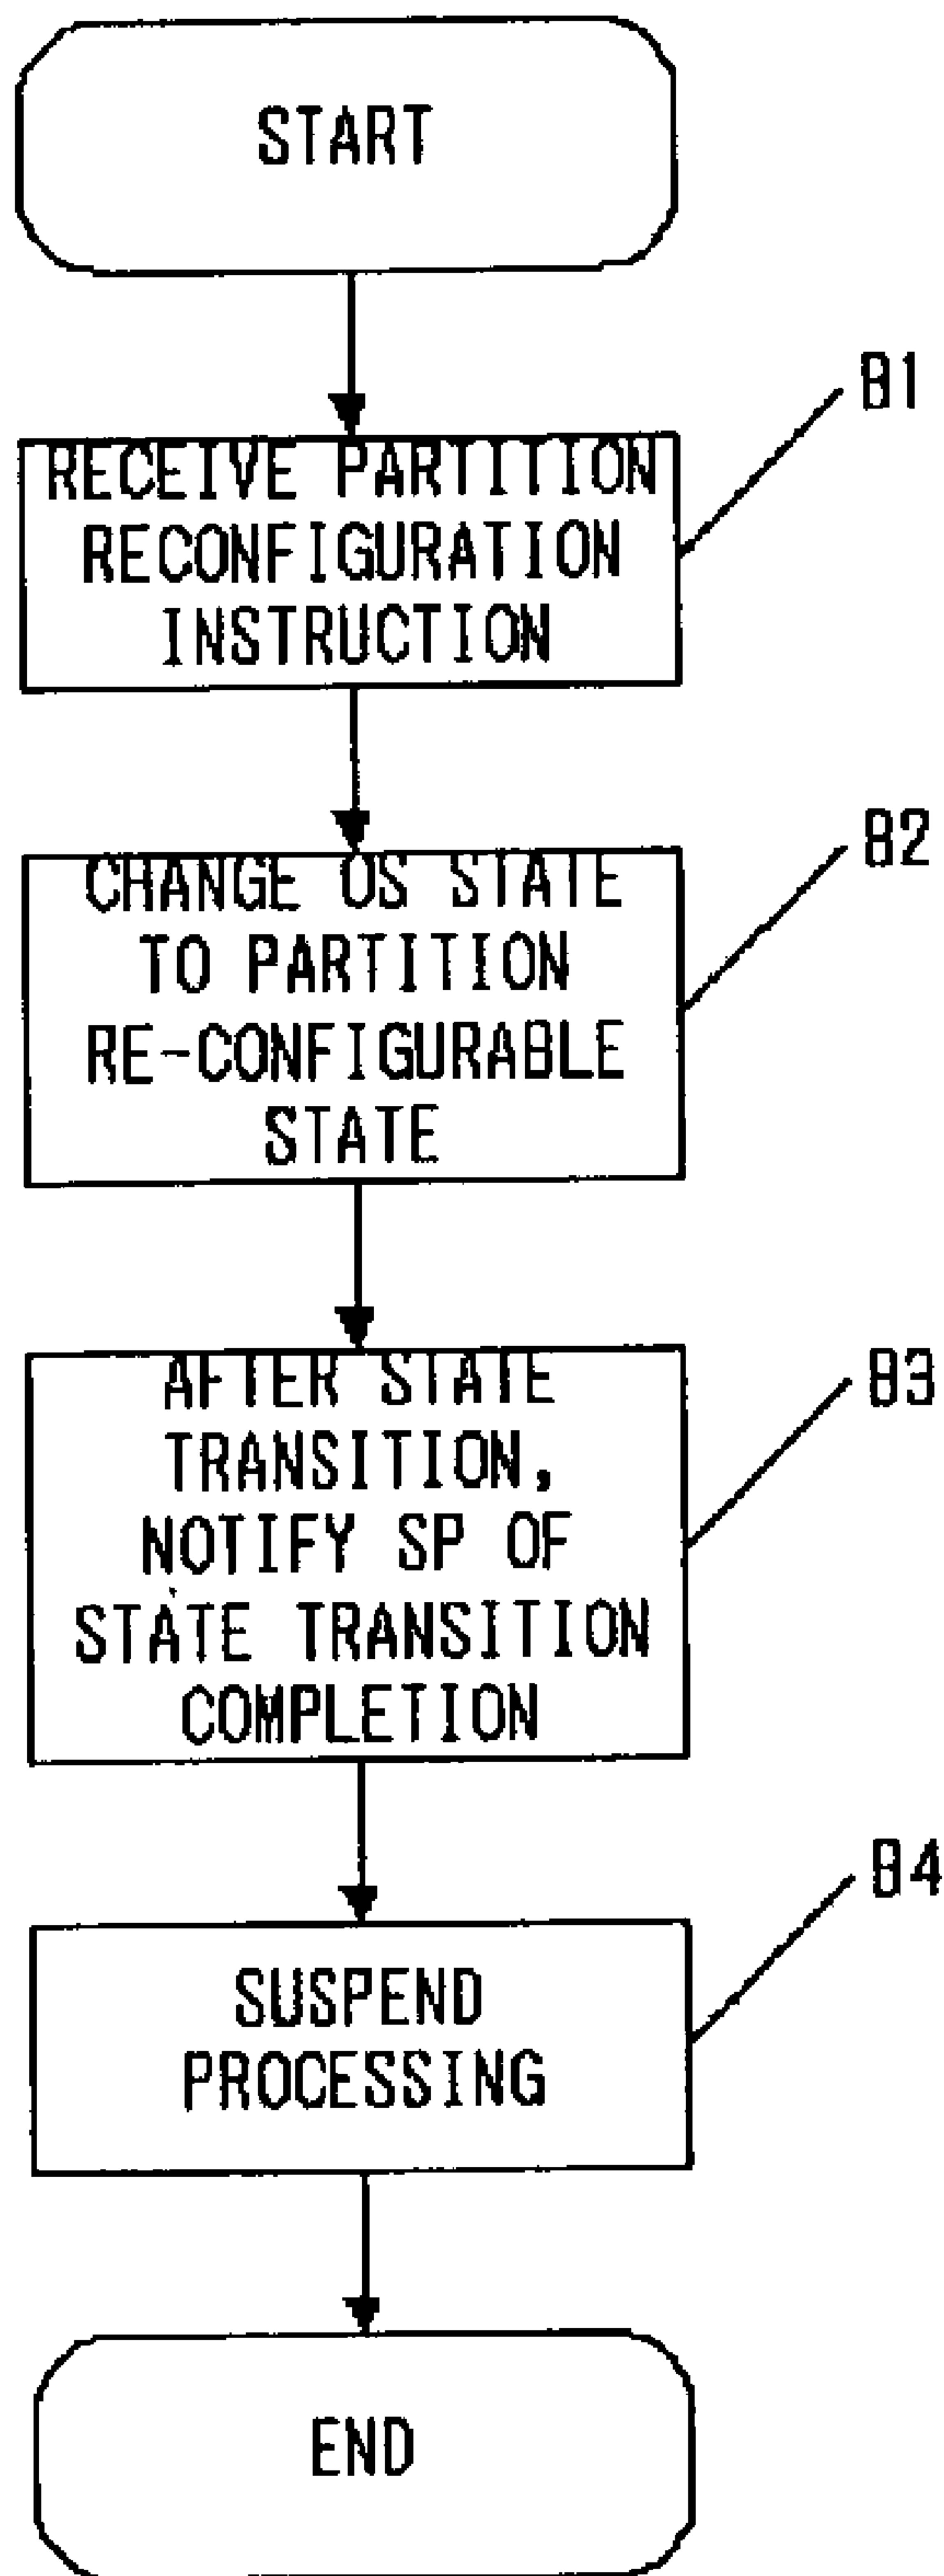 START
B1
RECEIVE PARTITION
RECONFIGURATION
INSTRUCTION
B2
CHANGE OS STATE
TO PARTITION
RE-CONFIGURABLE
STATE
B3
AFTER STATE
TRANSITION,
NOTIFY SP OF
STATE TRANSITION
COMPLETION
B4
SUSPEND
PROCESSING
END